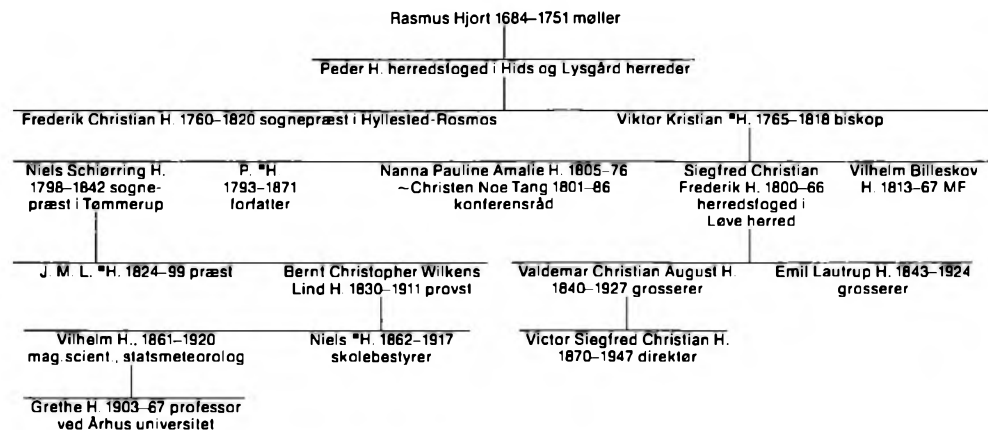 Rasmus Hjort 1684–1751 møller
Peder H. herredsfoged i Hids og Lysgård herreder
Frederik Christian H. 1760–1820 sognepræst i Hyllested-Rosmos
Viktor Kristian *H. 1765–1818 biskop
Niels Schiørring H.
1798–1842 sogne-
præst i Tømmerup
P. *H
1793–1871
forfatter
Nanna Pauline Amalie H. 1805–76
~Christen Noe Tang 1801–86
konferensråd
Siegfred Christian
Frederik H. 1800–66
herredsfoged i
Løve herred
Vilhelm Billeskov
H. 1813–67 MF
J. M. L. *H. 1824–99 præst
Bernt Christopher Wilkens
Lind H. 1830–1911 provst
Valdemar Christian August H.
1840–1927 grosserer
Emil Lautrup H. 1843–1924
grosserer
Vilhelm H., 1861–1920
mag.scient., statsmeteorolog
Niels *H. 1862–1917
skolebestyrer
Victor Siegfred Christian H.
1870–1947 direktør
Grethe H. 1903–67 professor
ved Århus universitet